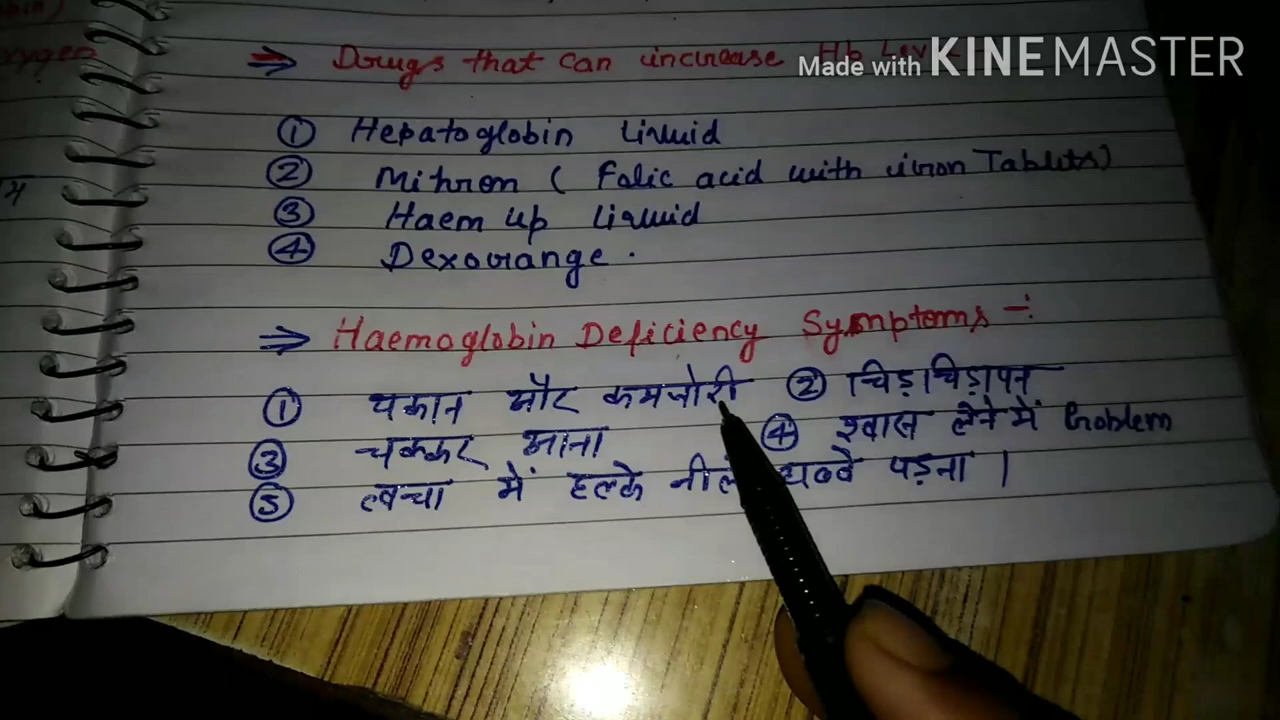 ⇒ Drugs that can increase Hb Lev
Made with KINEMASTER
① Hepatoglobin Liquid
② Mitron ( Folic acid with iron Tablets)
③ Haem up Liquid
④ Dexorange .
⇒ Haemoglobin Deficiency Symptoms :-
① थकान और कमजोरी ② चिड़चिड़ापन
③ चक्कर आना ④ श्वास लेने में Problem
⑤ त्वचा में हल्के नीले धब्बे पड़ना ।